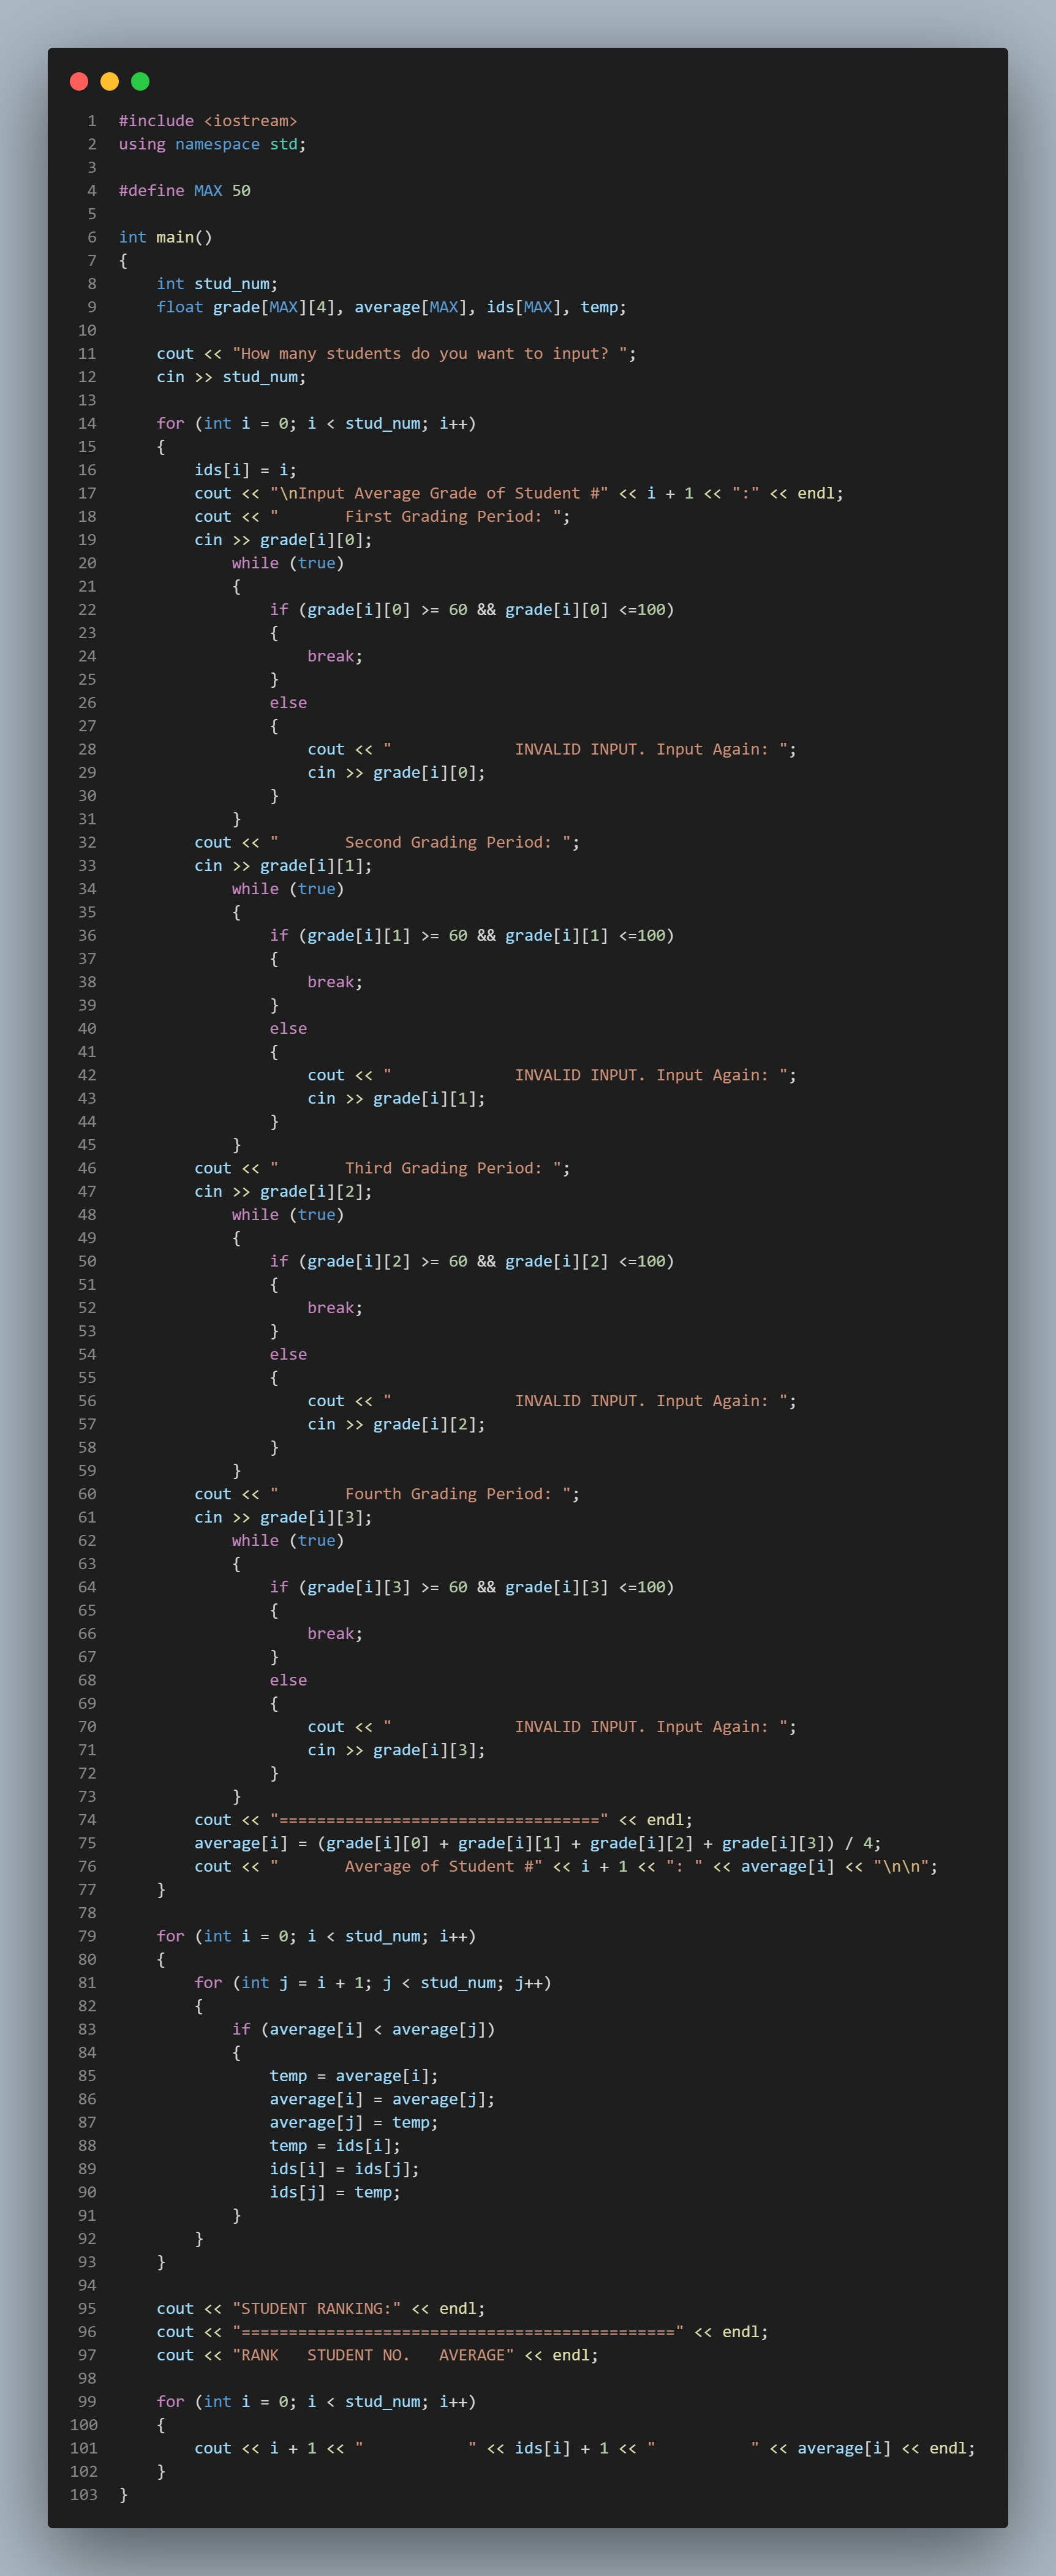 1 #include <iostream>
2 using namespace std;
3
4 #define MAX 50
5
6 int main()
7 {
8     int stud_num;
9     float grade[MAX][4], average[MAX], ids[MAX], temp;
10
11     cout << "How many students do you want to input? ";
12     cin >> stud_num;
13
14     for (int i = 0; i < stud_num; i++)
15     {
16         ids[i] = i;
17         cout << "\nInput Average Grade of Student #" << i + 1 << ":" << endl;
18         cout << "       First Grading Period: ";
19         cin >> grade[i][0];
20             while (true)
21             {
22                 if (grade[i][0] >= 60 && grade[i][0] <=100)
23                 {
24                     break;
25                 }
26                 else
27                 {
28                     cout << "             INVALID INPUT. Input Again: ";
29                     cin >> grade[i][0];
30                 }
31             }
32         cout << "       Second Grading Period: ";
33         cin >> grade[i][1];
34             while (true)
35             {
36                 if (grade[i][1] >= 60 && grade[i][1] <=100)
37                 {
38                     break;
39                 }
40                 else
41                 {
42                     cout << "             INVALID INPUT. Input Again: ";
43                     cin >> grade[i][1];
44                 }
45             }
46         cout << "       Third Grading Period: ";
47         cin >> grade[i][2];
48             while (true)
49             {
50                 if (grade[i][2] >= 60 && grade[i][2] <=100)
51                 {
52                     break;
53                 }
54                 else
55                 {
56                     cout << "             INVALID INPUT. Input Again: ";
57                     cin >> grade[i][2];
58                 }
59             }
60         cout << "       Fourth Grading Period: ";
61         cin >> grade[i][3];
62             while (true)
63             {
64                 if (grade[i][3] >= 60 && grade[i][3] <=100)
65                 {
66                     break;
67                 }
68                 else
69                 {
70                     cout << "             INVALID INPUT. Input Again: ";
71                     cin >> grade[i][3];
72                 }
73             }
74         cout << "==================================" << endl;
75         average[i] = (grade[i][0] + grade[i][1] + grade[i][2] + grade[i][3]) / 4;
76         cout << "       Average of Student #" << i + 1 << ": " << average[i] << "\n\n";
77     }
78
79     for (int i = 0; i < stud_num; i++)
80     {
81         for (int j = i + 1; j < stud_num; j++)
82         {
83             if (average[i] < average[j])
84             {
85                 temp = average[i];
86                 average[i] = average[j];
87                 average[j] = temp;
88                 temp = ids[i];
89                 ids[i] = ids[j];
90                 ids[j] = temp;
91             }
92         }
93     }
94
95     cout << "STUDENT RANKING:" << endl;
96     cout << "==============================================" << endl;
97     cout << "RANK   STUDENT NO.   AVERAGE" << endl;
98
99     for (int i = 0; i < stud_num; i++)
100     {
101         cout << i + 1 << "           " << ids[i] + 1 << "          " << average[i] << endl;
102     }
103 }